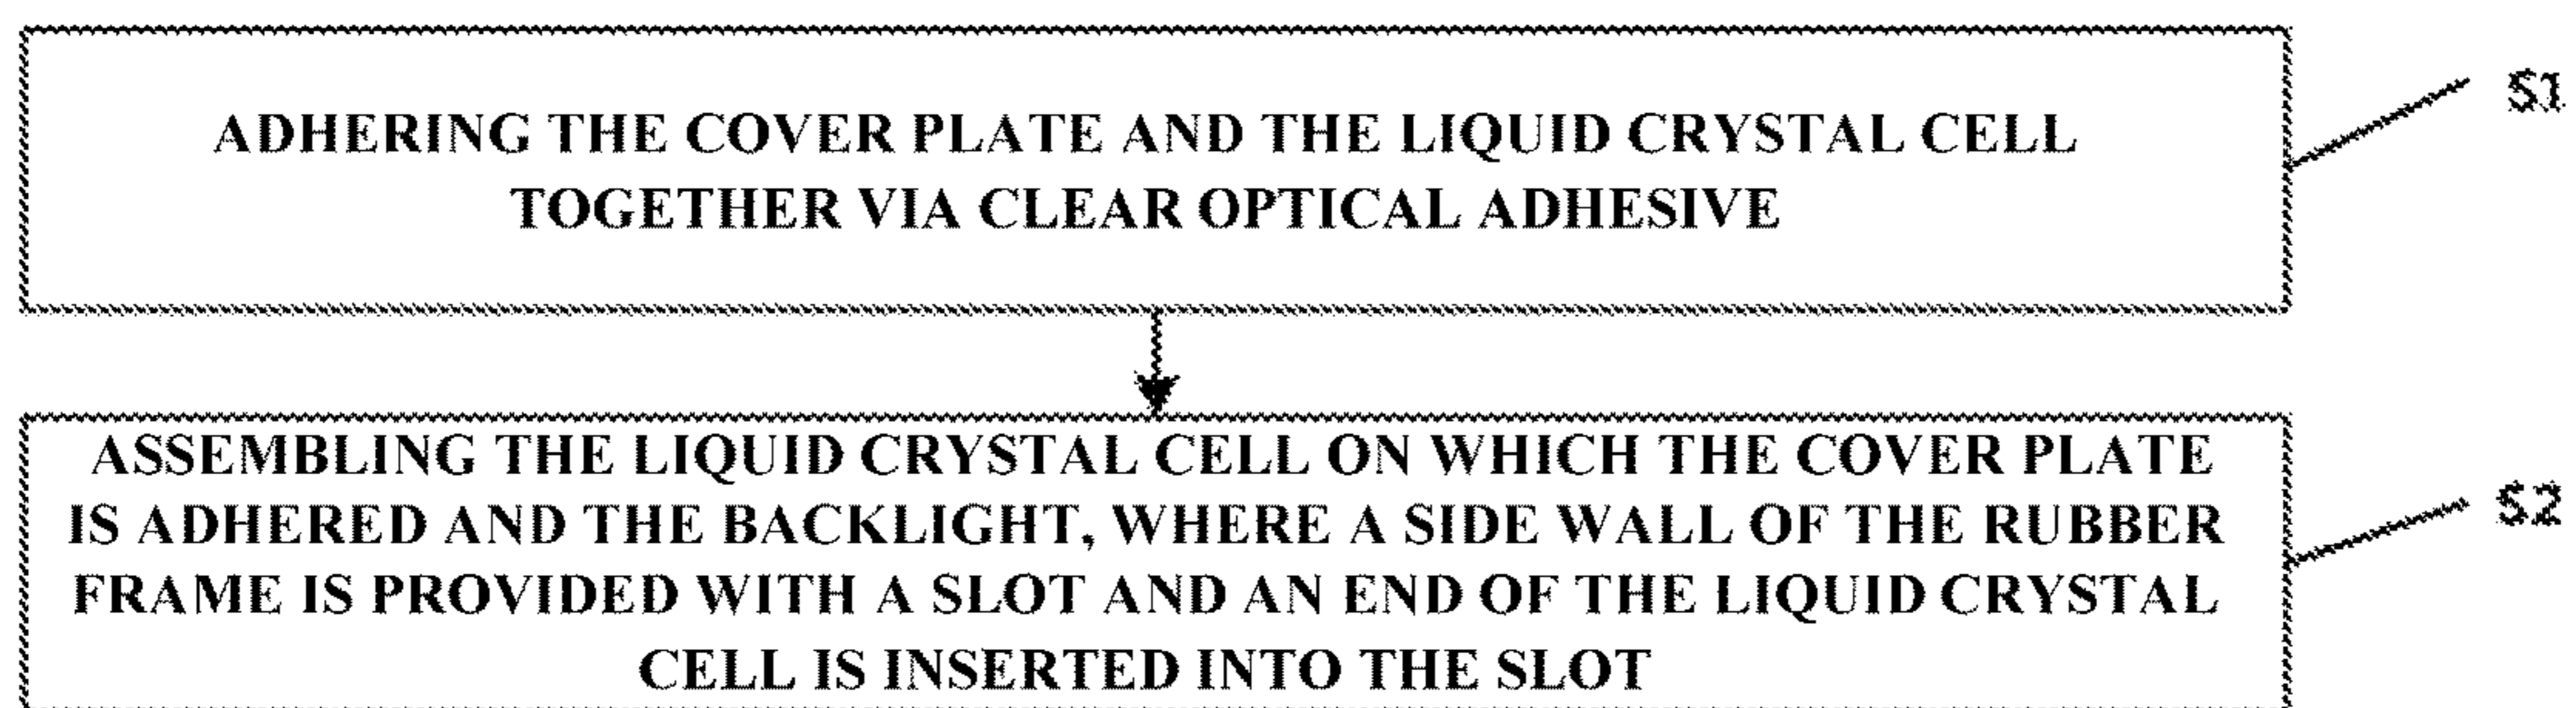 ADHERING THE COVER PLATE AND THE LIQUID CRYSTAL CELL
TOGETHER VIA CLEAR OPTICAL ADHESIVE
S1
ASSEMBLING THE LIQUID CRYSTAL CELL ON WHICH THE COVER PLATE
IS ADHERED AND THE BACKLIGHT, WHERE A SIDE WALL OF THE RUBBER
FRAME IS PROVIDED WITH A SLOT AND AN END OF THE LIQUID CRYSTAL
CELL IS INSERTED INTO THE SLOT
S2